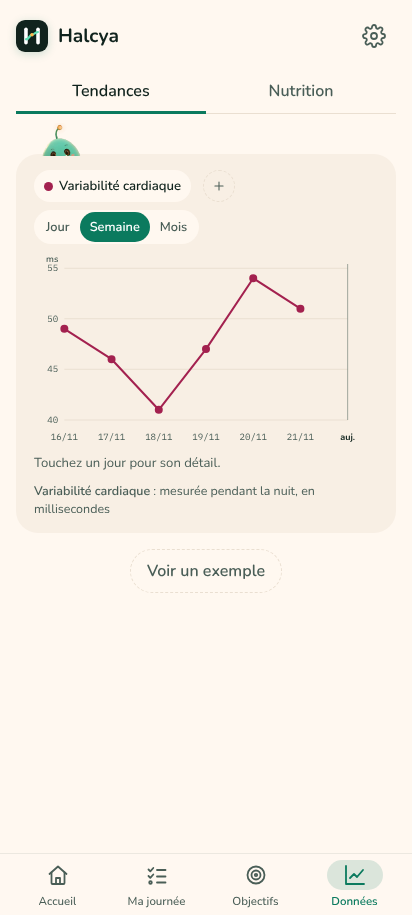 Halcya
Tendances
Nutrition
Variabilité cardiaque
+
Jour
Semaine
Mois
ms
55
50
45
40
16/11
17/11
18/11
19/11
20/11
21/11
auj.
Touchez un jour pour son détail.
Variabilité cardiaque : mesurée pendant la nuit, en
millisecondes
Voir un exemple
Accueil
Ma journée
Objectifs
Données